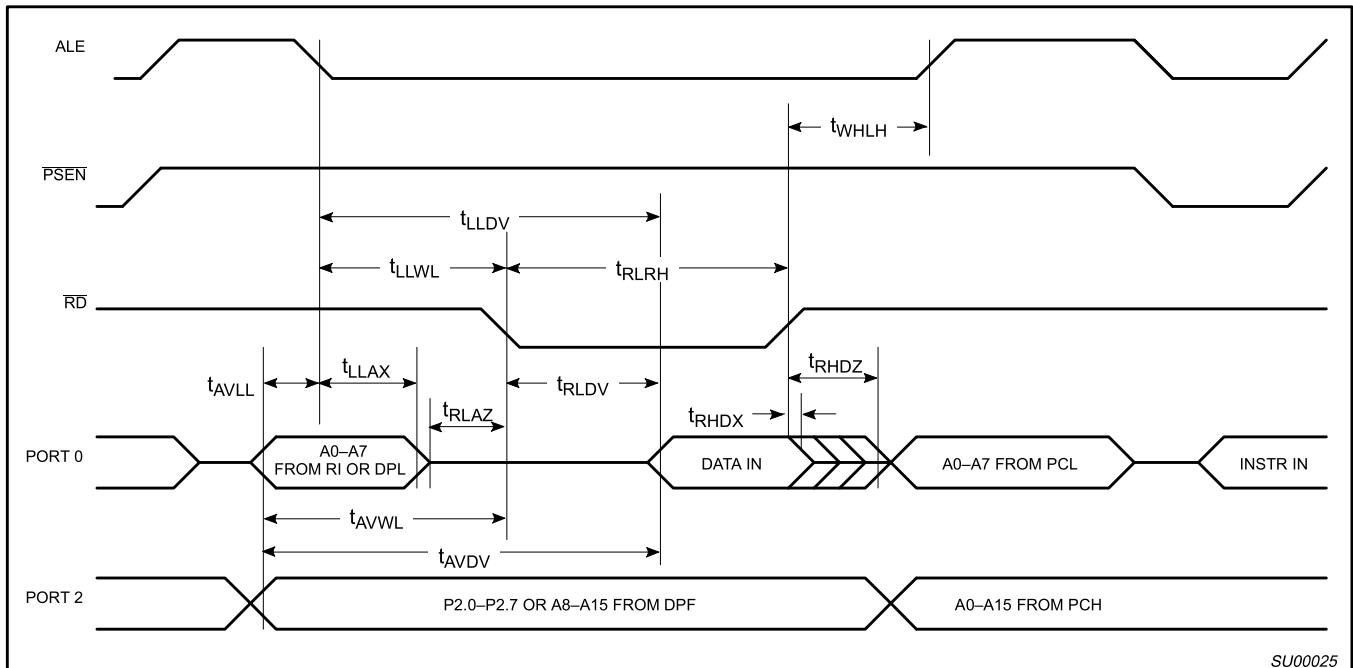 ALE
tWHLH
PSEN
tLLDV
tLLWL
tRLRH
RD
tAVLL
tLLAX
tRLDV
tRHDZ
tRLAZ
tRHDX
PORT 0
A0–A7
FROM RI OR DPL
DATA IN
A0–A7 FROM PCL
INSTR IN
tAVWL
tAVDV
PORT 2
P2.0–P2.7 OR A8–A15 FROM DPF
A0–A15 FROM PCH
SU00025